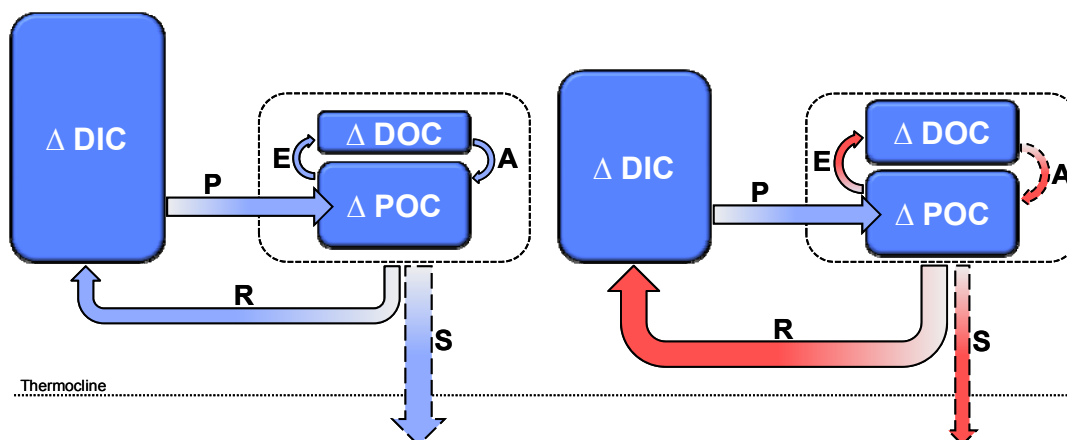 Δ DIC
Δ DOC
E
A
P
Δ POC
R
S
Thermocline
Δ DIC
Δ DOC
E
A
P
Δ POC
R
S